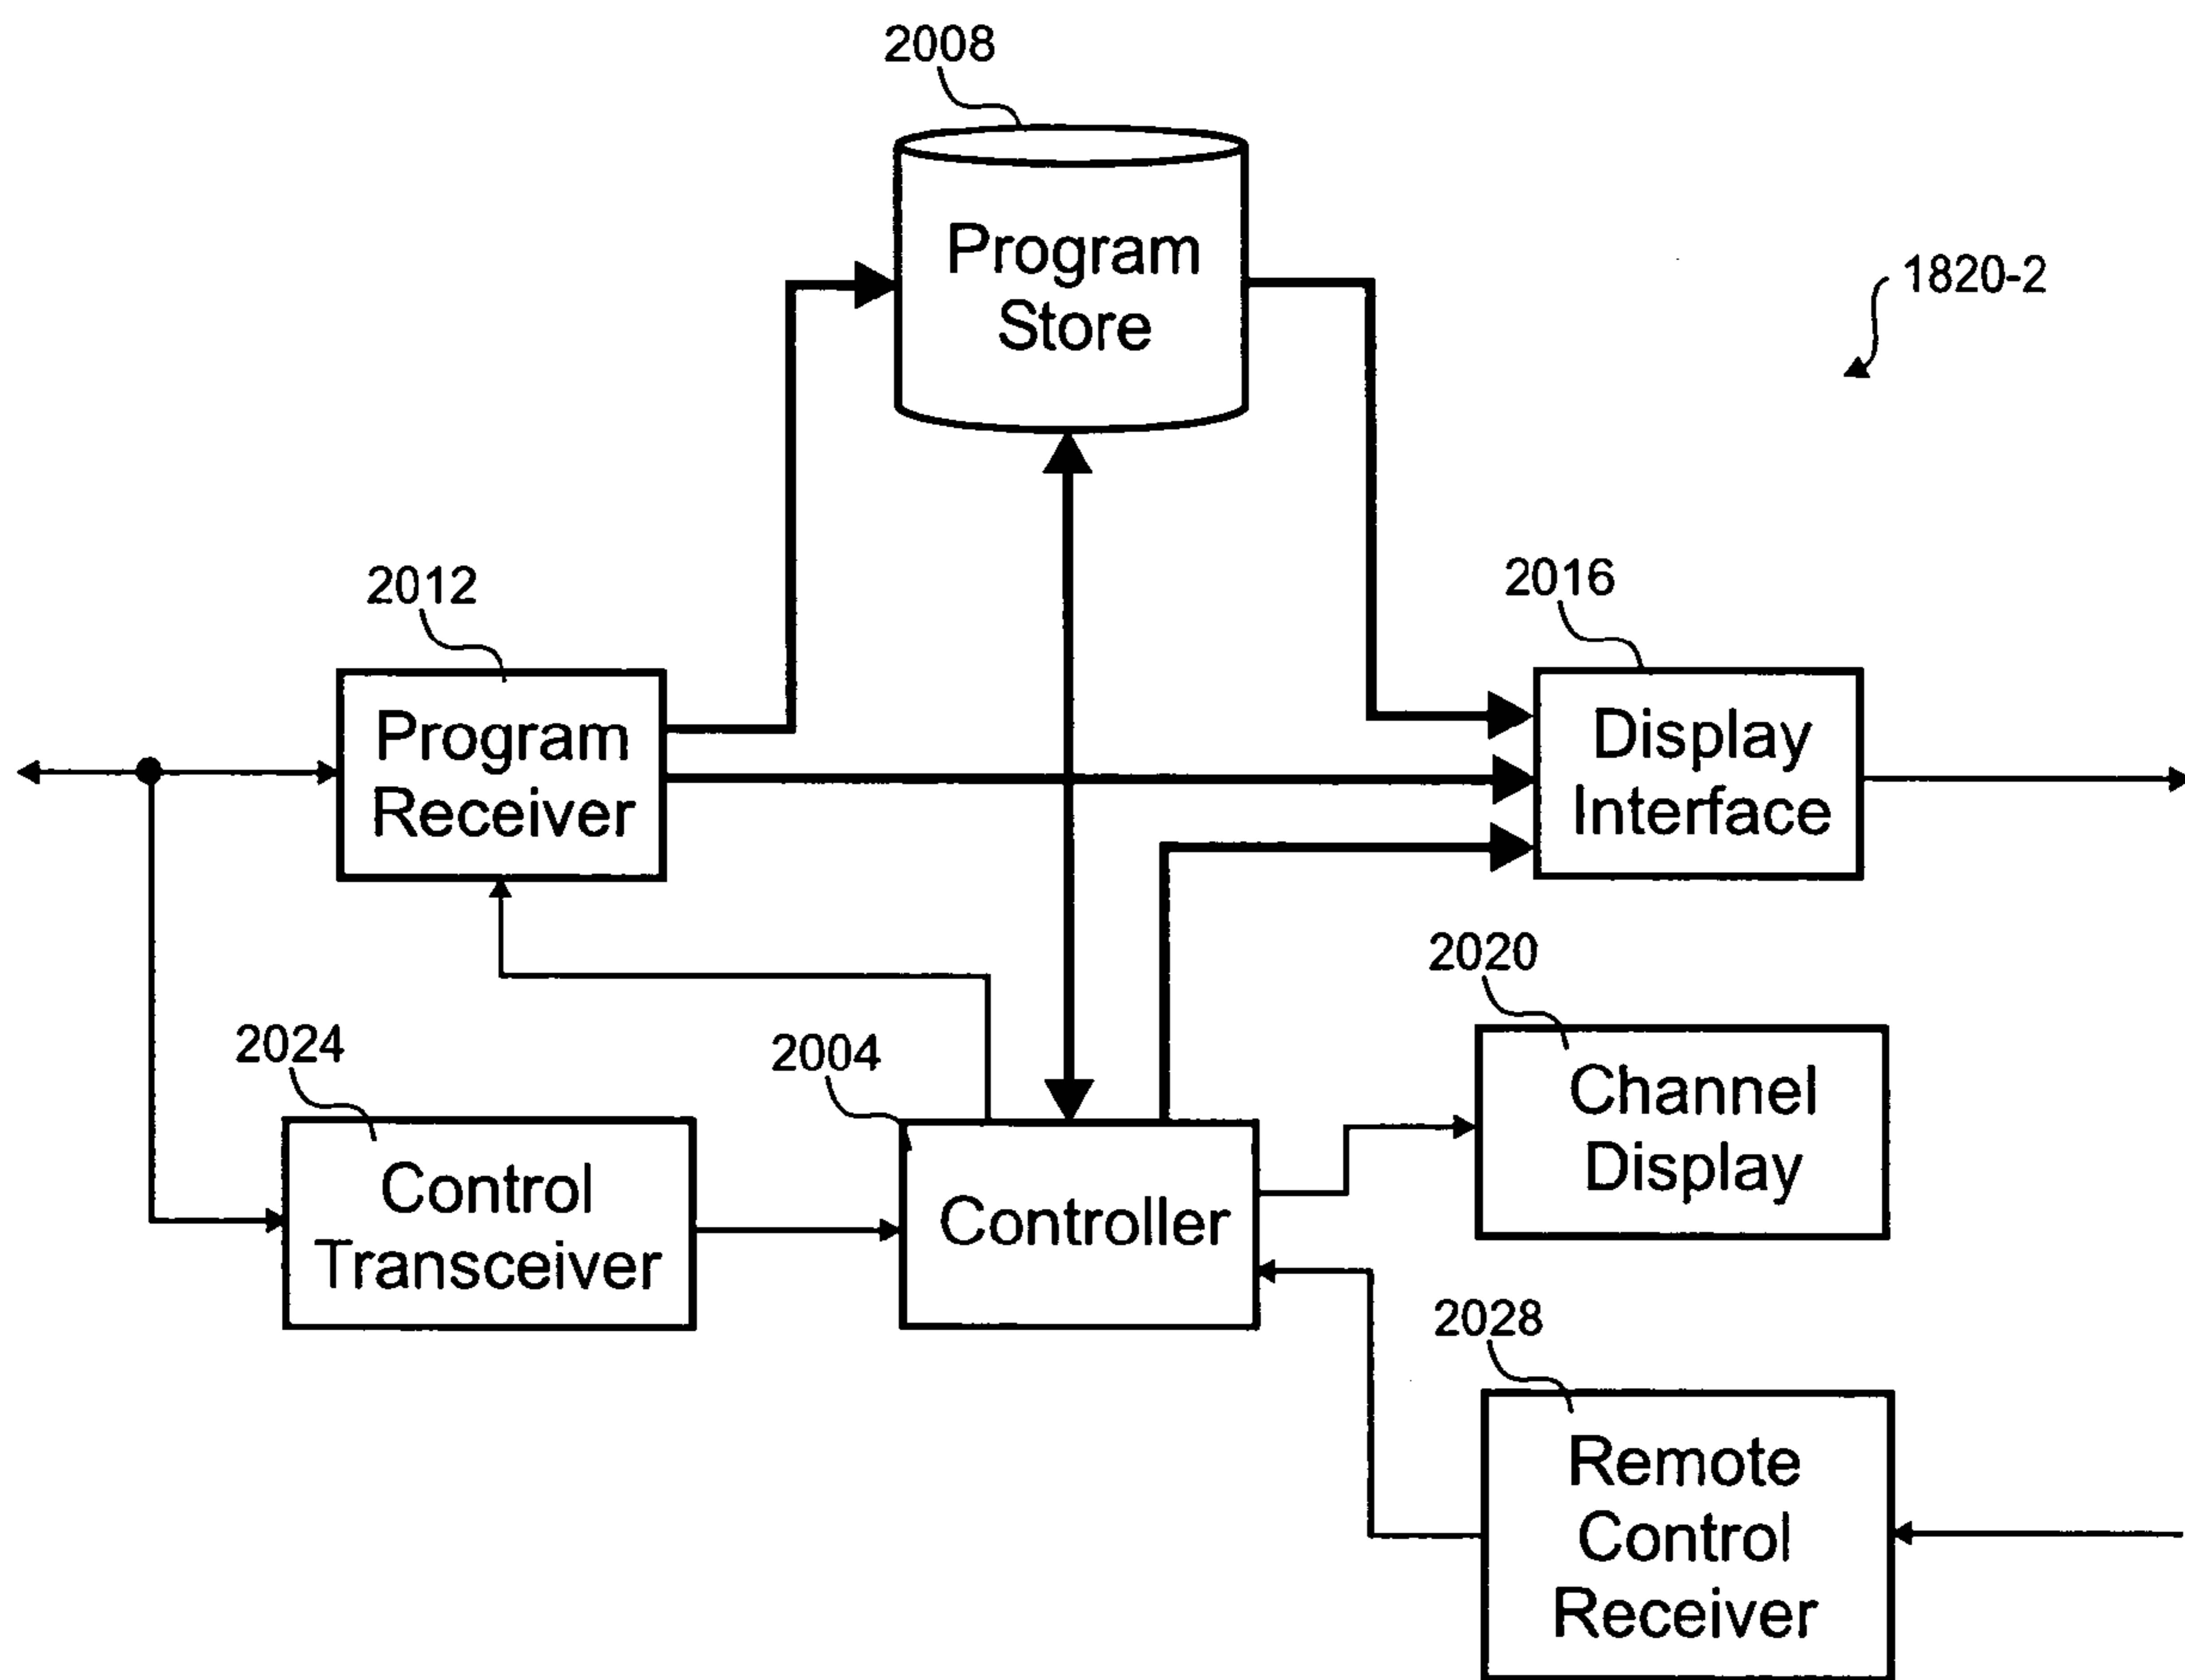 2008
Program
Store
1820-2
2012
Program
Receiver
2016
Display
Interface
2020
Channel
Display
2024
Control
Transceiver
2004
Controller
2028
Remote
Control
Receiver